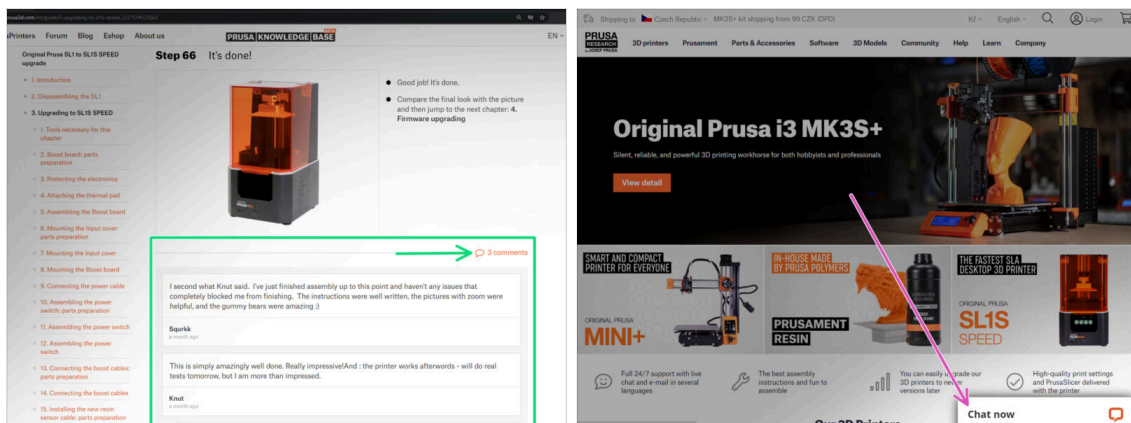 Printers Forum Blog Eshop About us
PRUSA KNOWLEDGE BASE
EN
Original Prusa SL1 to SL1S SPEED
upgrade
1. Introduction
2. Disassembling the SL1
3. Upgrading to SL1S SPEED
1. Tools necessary for this
chapter
2. Boost board: parts
preparation
3. Protecting the electronics
4. Attaching the thermal pad
5. Assembling the Boost board
6. Mounting the Input cover:
parts preparation
7. Mounting the Input cover
8. Mounting the Boost board
9. Connecting the power cable
10. Assembling the power
switch: parts preparation
11. Assembling the power switch
12. Assembling the power
switch
13. Connecting the boost cables:
parts preparation
14. Connecting the boost cables
15. Installing the new resin
sensor cable: parts preparation
Step 66 It's done!
Good job! It's done.
Compare the final look with the picture
and then jump to the next chapter: 4.
Firmware upgrading
3 comments
I second what Knut said. I've just finished assembly up to this point and haven't any issues that
completely blocked me from finishing. The instructions were well written, the pictures with zoom were
helpful, and the gummy bears were amazing :)
Squrkk
a month ago
This is simply amazingly well done. Really impressive!And : the printer works afterwords - will do real
tests tomorrow, but I am more than impressed.
Knut
a month ago
Shipping to Czech Republic MK3S+ kit shipping from 99 CZK (DPD)
Kč English Login
PRUSA
RESEARCH
by JOSEF PRUSA
3D printers Prusament Parts & Accessories Software 3D Models Community Help Learn Company
Original Prusa i3 MK3S+
Silent, reliable, and powerful 3D printing workhorse for both hobbyists and professionals
View detail
SMART AND COMPACT
PRINTER FOR EVERYONE
ORIGINAL PRUSA
MINI+
IN-HOUSE MADE
BY PRUSA POLYMERS
PRUSAMENT
RESIN
THE FASTEST SLA
DESKTOP 3D PRINTER
ORIGINAL PRUSA
SL1S
SPEED
Full 24/7 support with live
chat and e-mail in several
languages
The best assembly
instructions and fun to
assemble
You can easily upgrade our
3D printers to newer
versions later
High-quality print settings
and PrusaSlicer delivered
with the printer
Our 3D Printers
Chat now